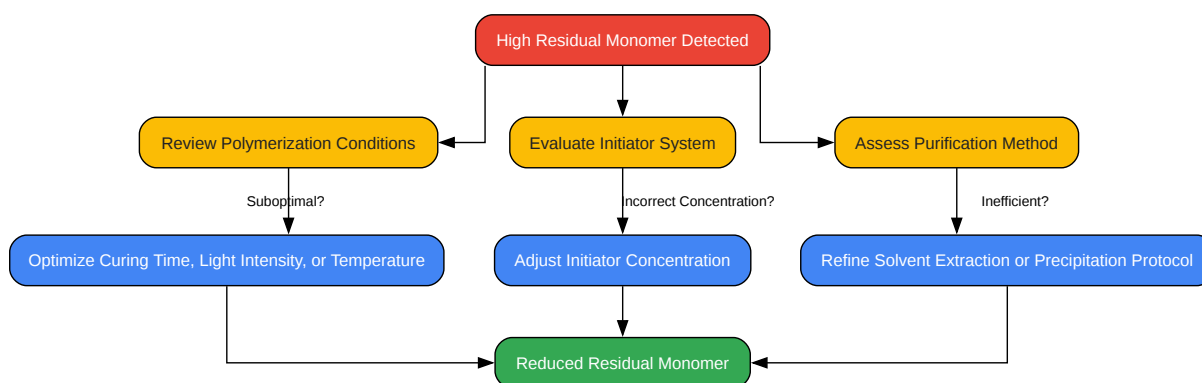 High Residual Monomer Detected
Review Polymerization Conditions
Evaluate Initiator System
Assess Purification Method
Suboptimal?
Incorrect Concentration?
Inefficient?
Optimize Curing Time, Light Intensity, or Temperature
Adjust Initiator Concentration
Refine Solvent Extraction or Precipitation Protocol
Reduced Residual Monomer